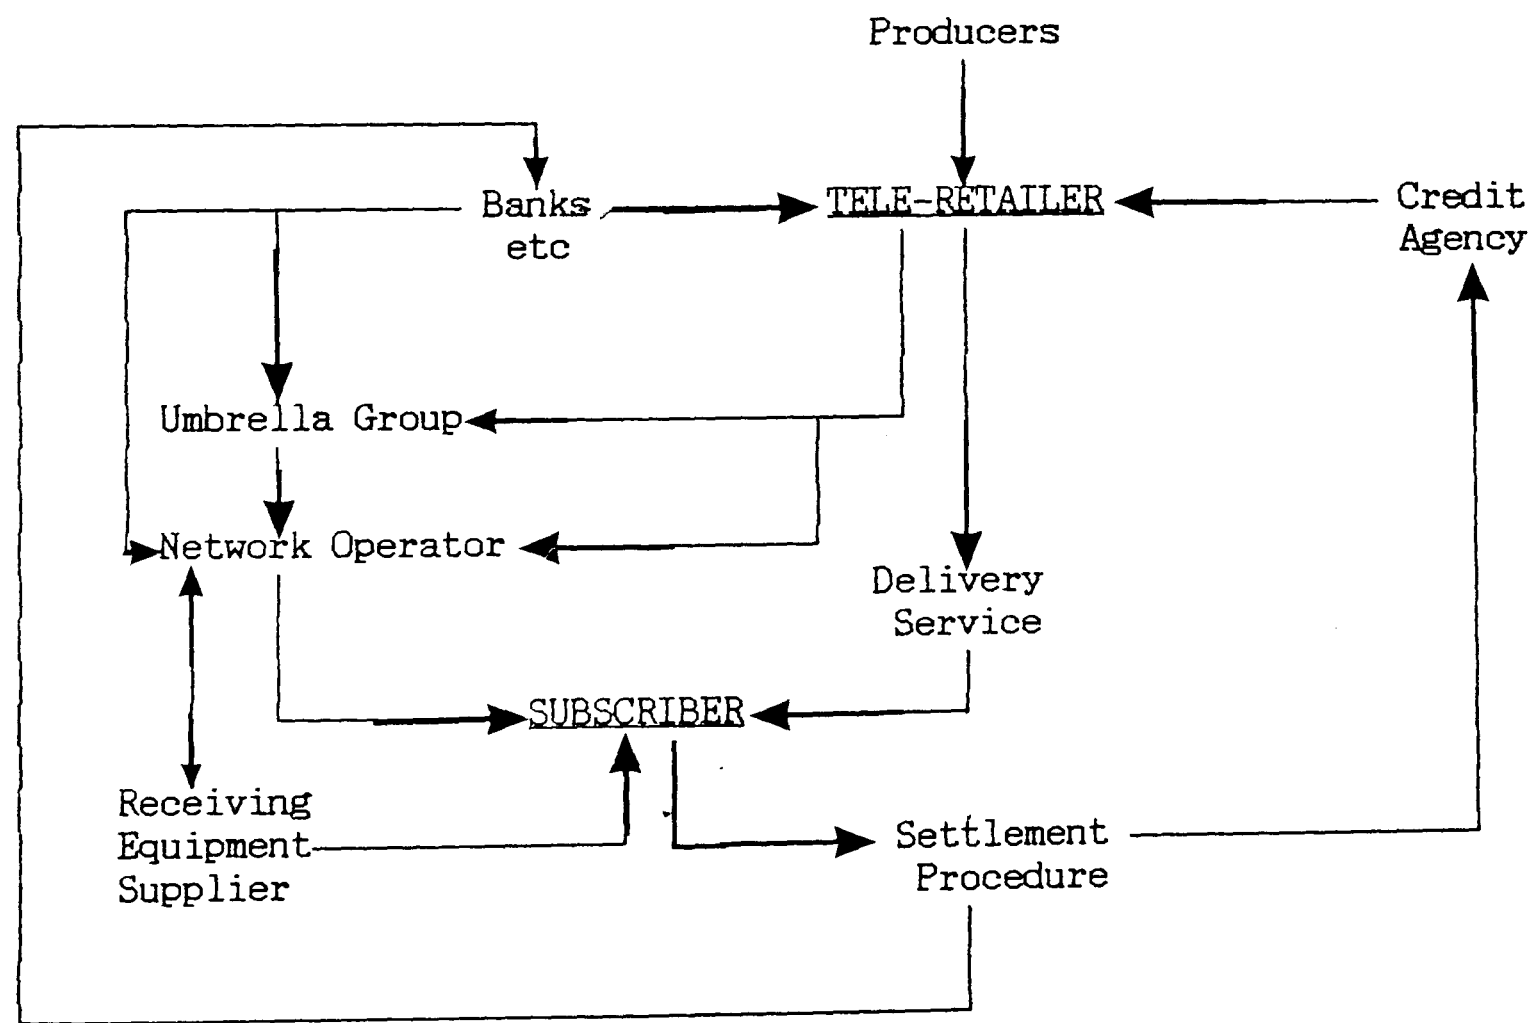 Producers
Banks
etc
TELE-RETAILER
Credit
Agency
Umbrella Group
Network Operator
Delivery
Service
SUBSCRIBER
Receiving
Equipment
Supplier
Settlement
Procedure